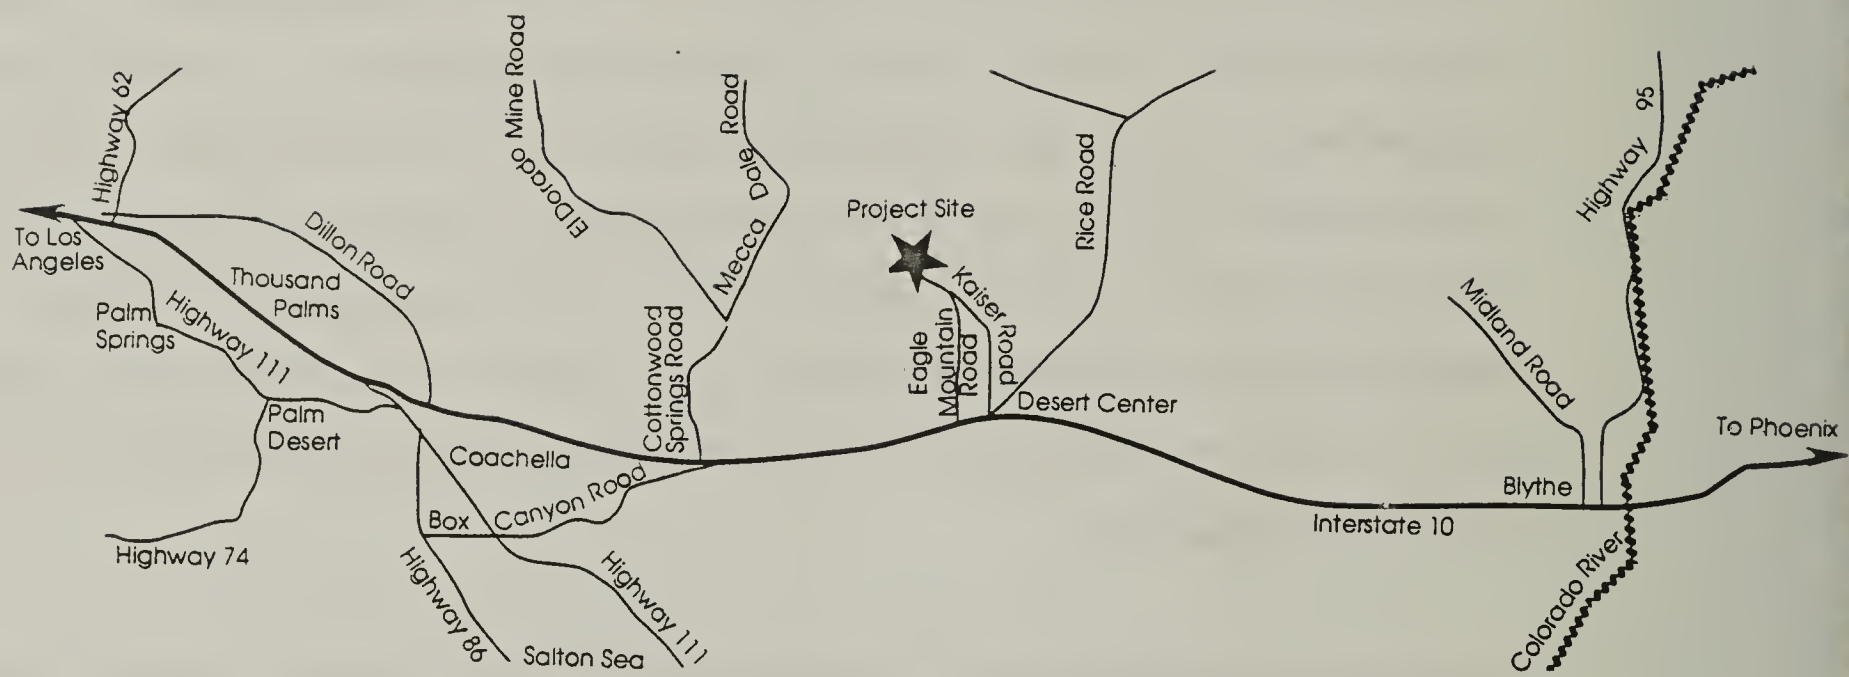 Highway 62
To Los
Angeles
Dillon Road
Thousand
Palms
Palm
Springs
Highway 111
Palm
Desert
Highway 74
Coachella
Box Canyon Road
Highway 86
Salton Sea
Highway 111
El Dorado Mine Road
Mecca Dale Road
Cottonwood
Springs Road
Project Site
Kaiser Road
Eagle
Mountain
Road
Rice Road
Desert Center
Interstate 10
Midland Road
Blythe
Highway 95
To Phoenix
Colorado River